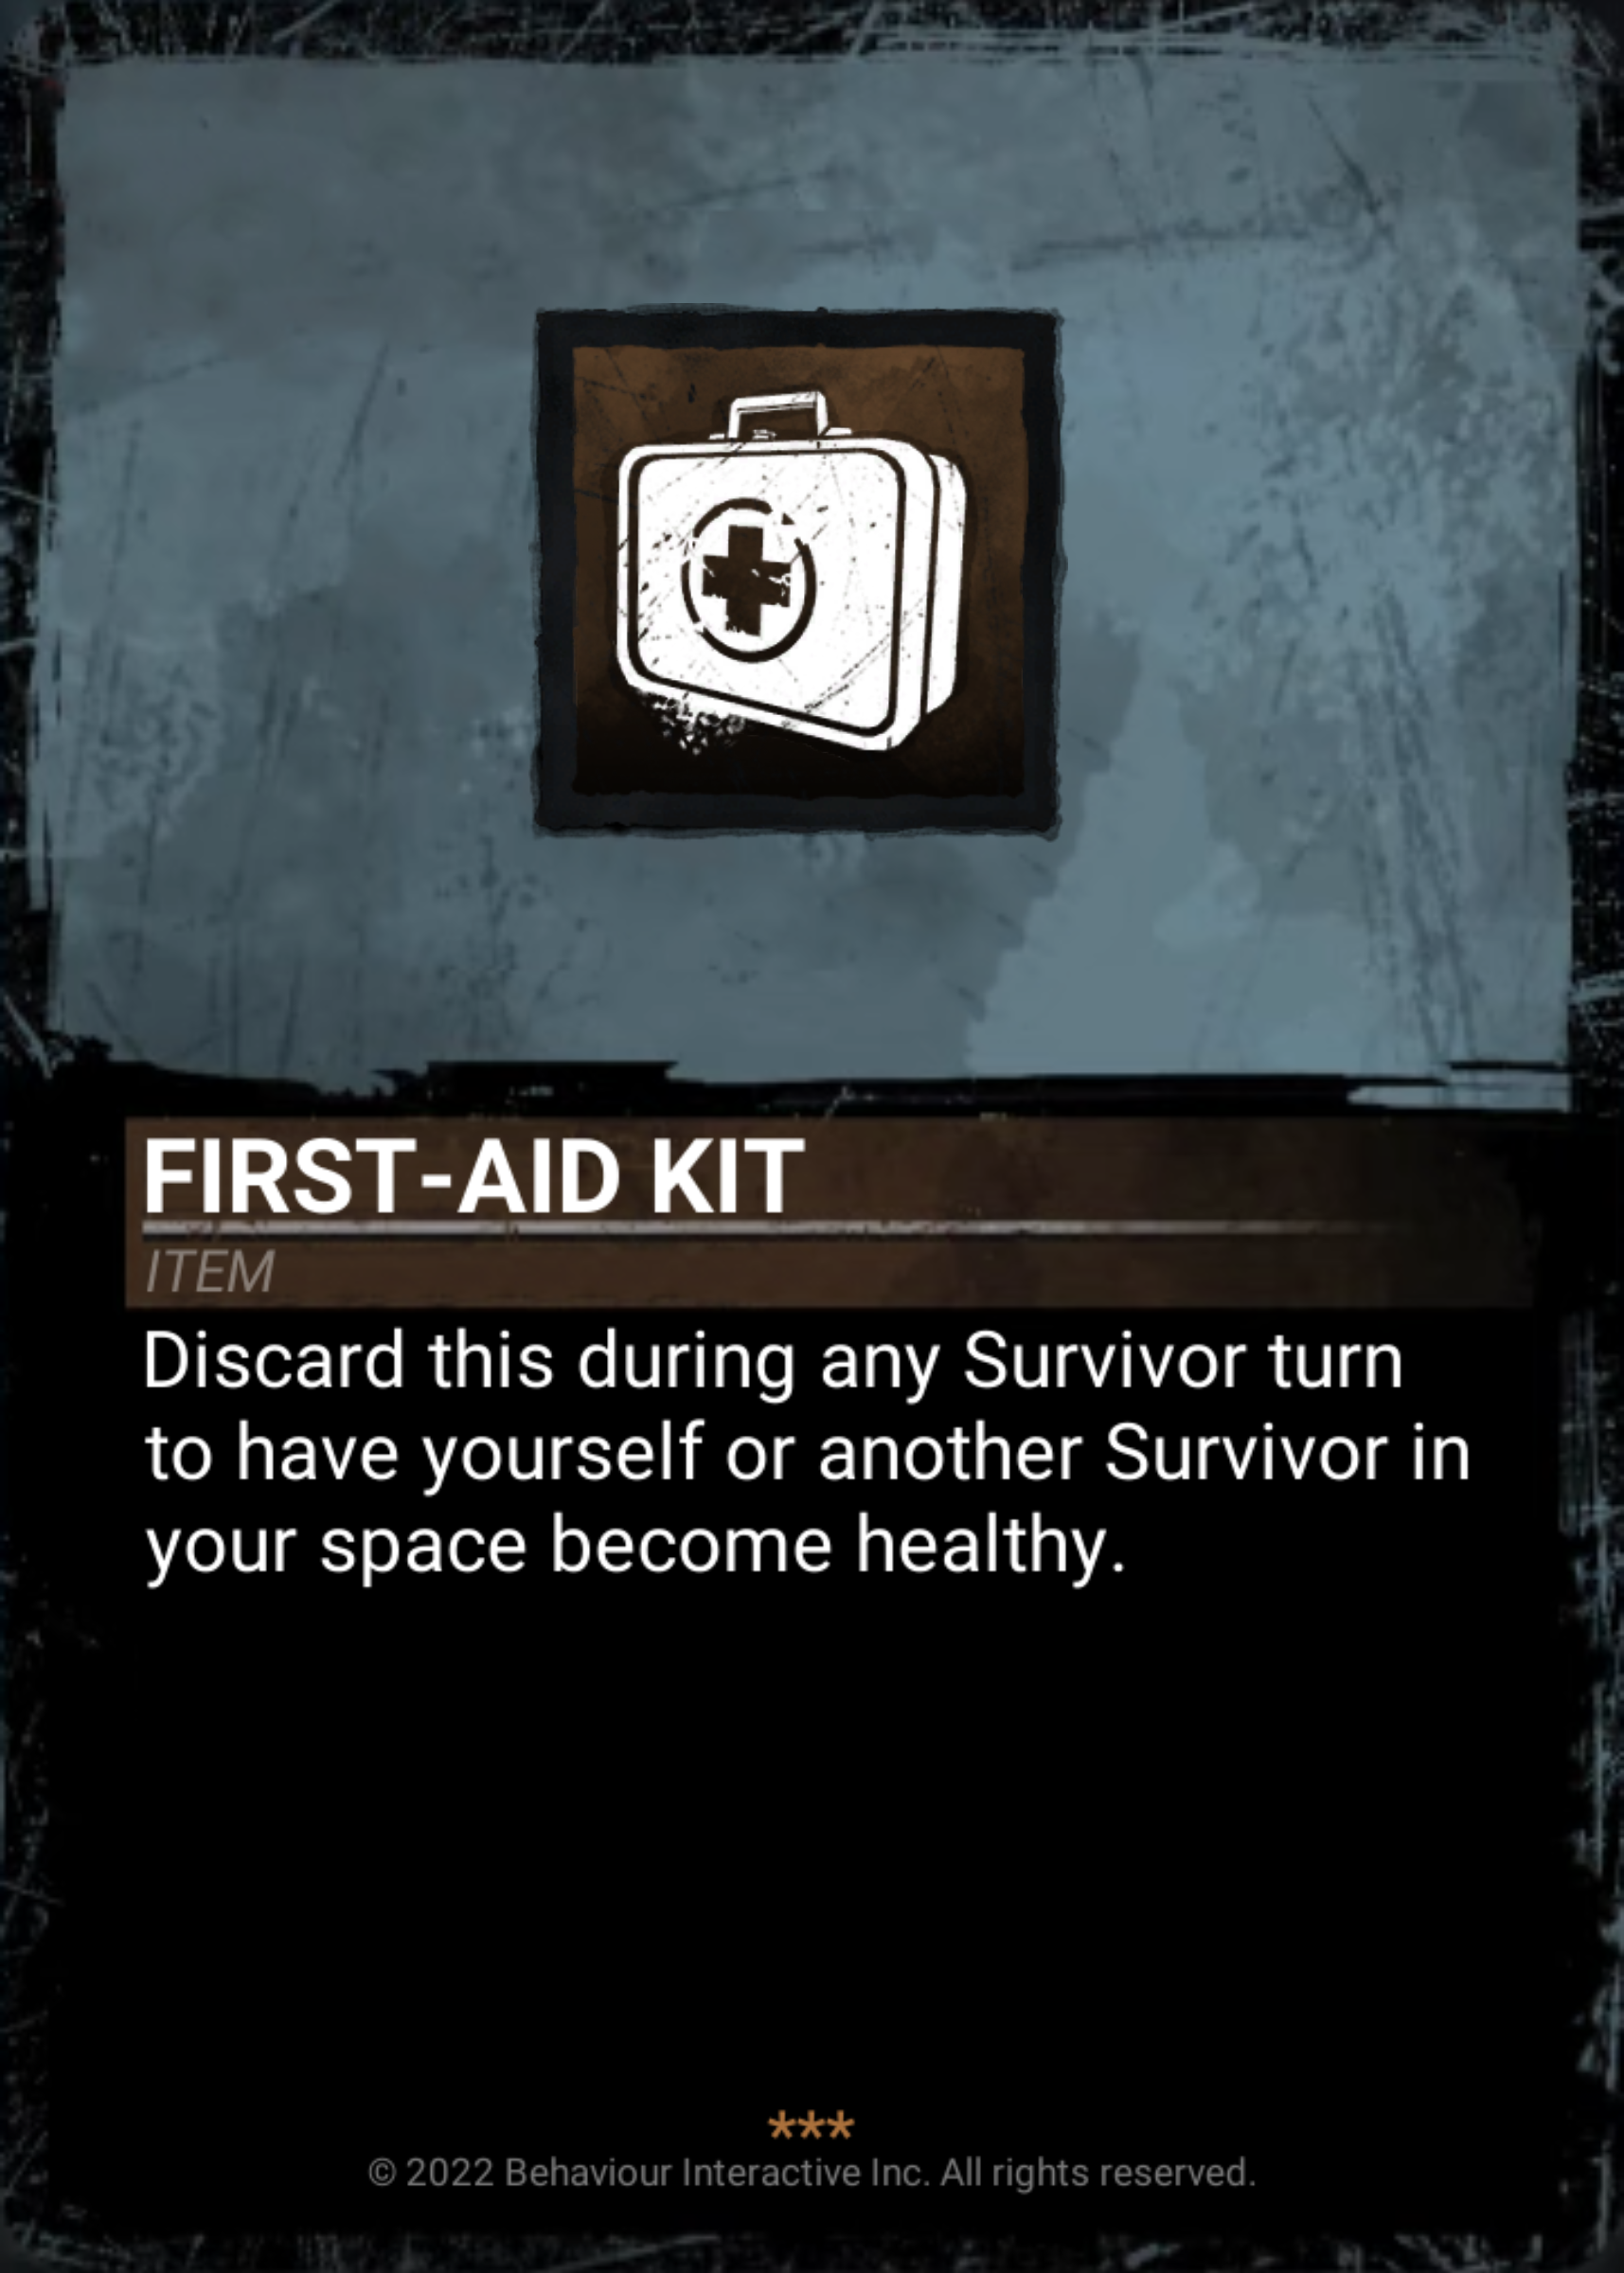 FIRST-AID KIT
ITEM
Discard this during any Survivor turn
to have yourself or another Survivor in
your space become healthy.
***
© 2022 Behaviour Interactive Inc. All rights reserved.